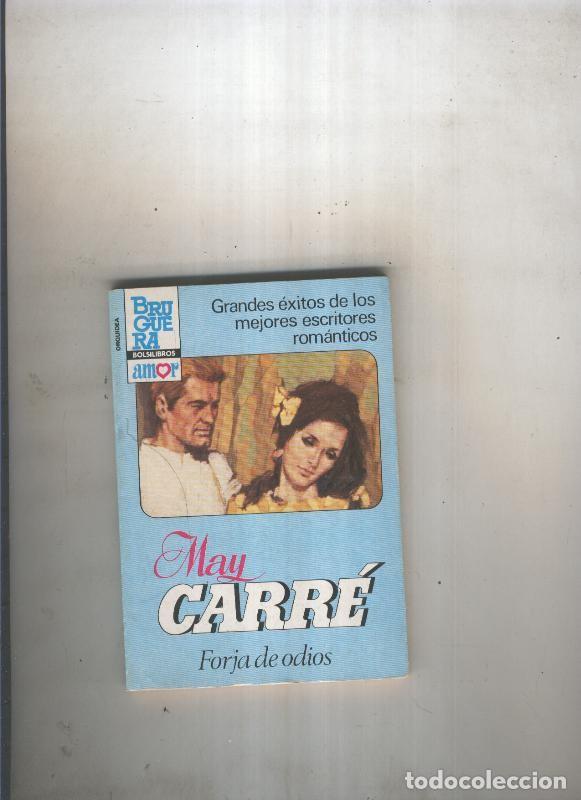 ORQUIDEA
BRU
GUE
RA
BOLSILIBROS
amor
Grandes éxitos de los
mejores escritores
románticos
May
CARRÉ
Forja de odios
todocoleccion.net